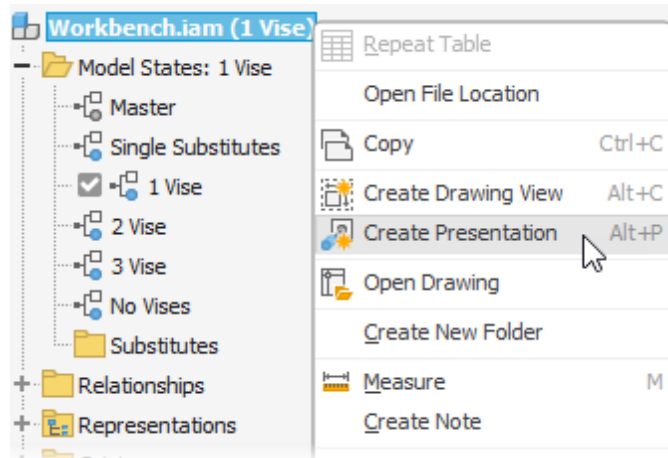 Workbench.iam (1 Vise)
Model States: 1 Vise
Master
Single Substitutes
1 Vise
2 Vise
3 Vise
No Vises
Substitutes
Relationships
Representations
Repeat Table
Open File Location
Copy Ctrl+C
Create Drawing View Alt+C
Create Presentation Alt+P
Open Drawing
Create New Folder
Measure M
Create Note